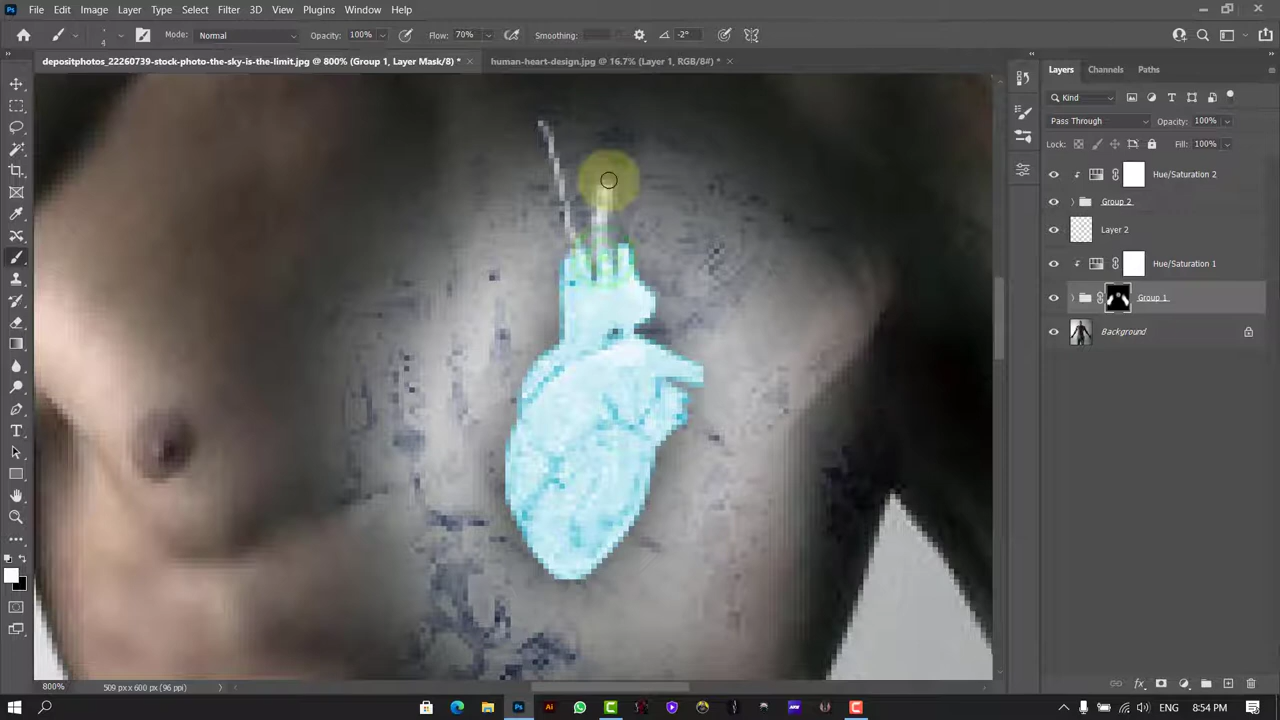 File Edit Image Layer Type Select Filter 3D View Plugins Window Help
4 Mode: Normal Opacity: 100% Flow: 70% Smoothing: -2°
depositphotos_22260739-stock-photo-the-sky-is-the-limit.jpg @ 800% (Group 1, Layer Mask/8) * human-heart-design.jpg @ 16.7% (Layer 1, RGB/8#) *
Layers Channels Paths
Kind
Pass Through Opacity: 100%
Lock: Fill: 100%
Hue/Saturation 2
Group 2
Layer 2
Hue/Saturation 1
Group 1
Background
800% 509 px x 600 px (96 ppi)
ENG 8:54 PM